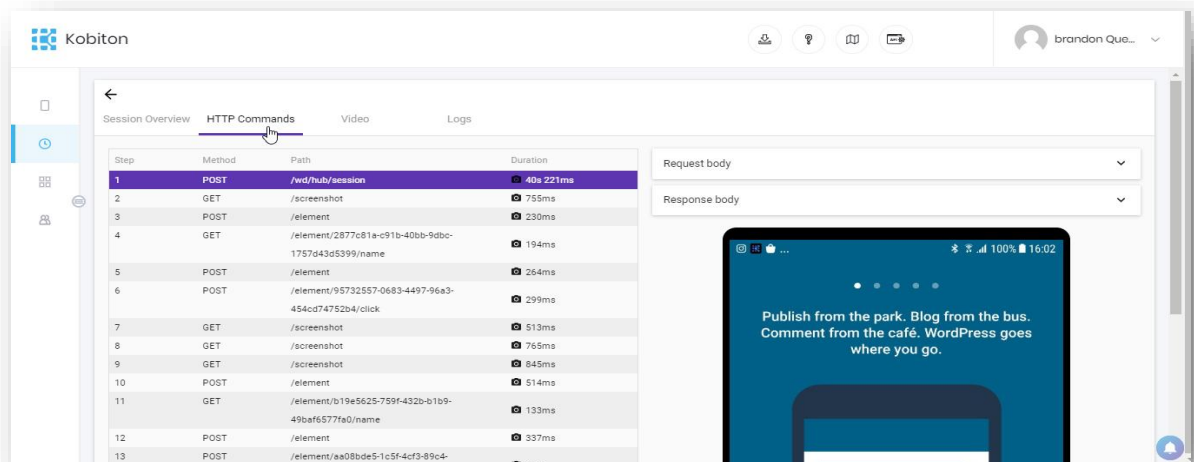 Kobiton
brandon Que...
Session Overview HTTP Commands Video Logs
Step Method Path Duration
1 POST /wd/hub/session 40s 221ms
2 GET /screenshot 755ms
3 POST /element 230ms
4 GET /element/2877c81a-c91b-40bb-9dbc-
1757d43d5399/name 194ms
5 POST /element 264ms
6 POST /element/95732557-0683-4497-96a3-
454cd74752b4/click 299ms
7 GET /screenshot 513ms
8 GET /screenshot 765ms
9 GET /screenshot 845ms
10 POST /element 514ms
11 GET /element/b19e5625-759f-432b-b1b9-
49baf6577fa0/name 133ms
12 POST /element 337ms
13 POST /element/aa08bde5-1c5f-4cf3-89c4-
Request body
Response body
... 100% 16:02
Publish from the park. Blog from the bus.
Comment from the café. WordPress goes
where you go.